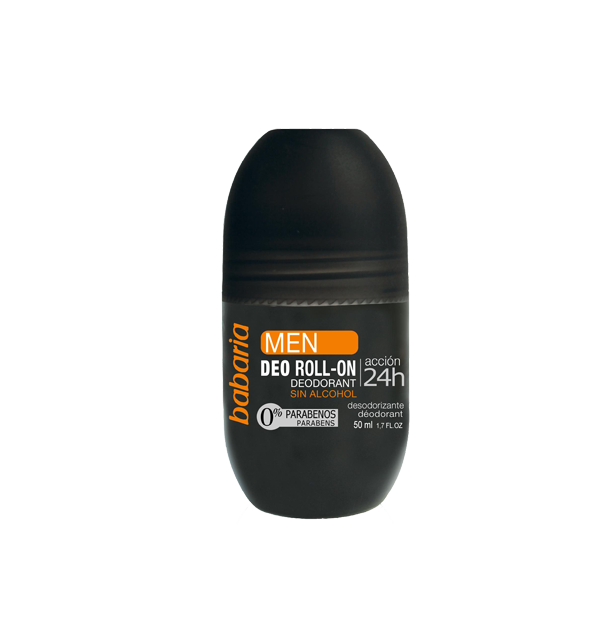 babaria
MEN
DEO ROLL-ON
DEODORANT
SIN ALCOHOL
acción
24h
0% PARABENOS
PARABENS
desodorizante
déodorant
50 ml 1,7 FL.OZ